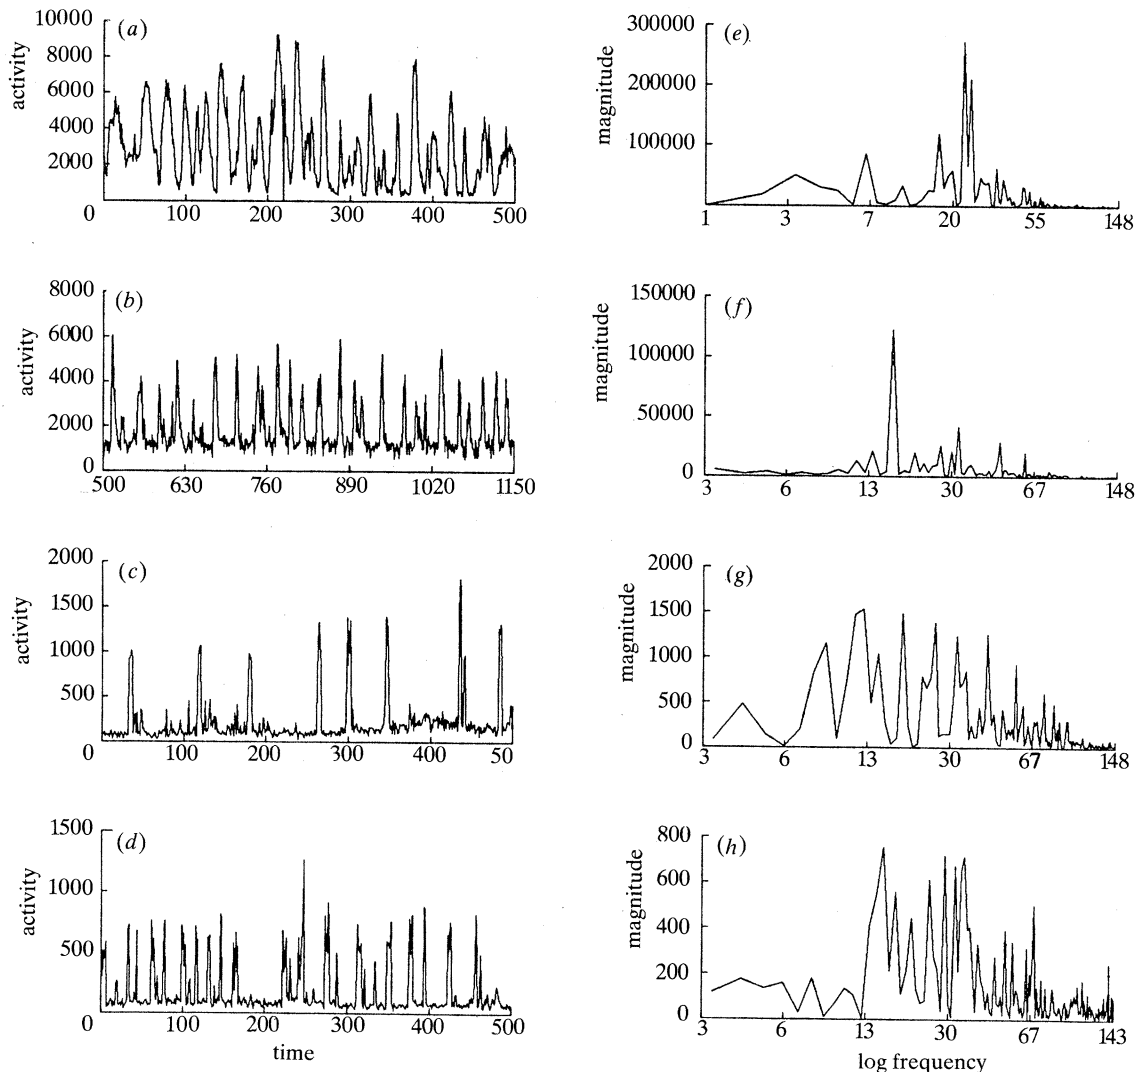 (a)
activity
10000
8000
6000
4000
2000
0
100 200 300 400 500
(e)
magnitude
300000
200000
100000
1 3 7 20 55 148
(b)
activity
8000
6000
4000
2000
0
500 630 760 890 1020 1150
(f)
magnitude
150000
100000
50000
0
3 6 13 30 67 148
(c)
activity
2000
1500
1000
500
0
100 200 300 400 50
(g)
magnitude
2000
1500
1000
500
0
3 6 13 30 67 148
(d)
activity
1500
1000
500
0
100 200 300 400 500
time
(h)
magnitude
800
600
400
200
0
3 6 13 30 67 143
log frequency